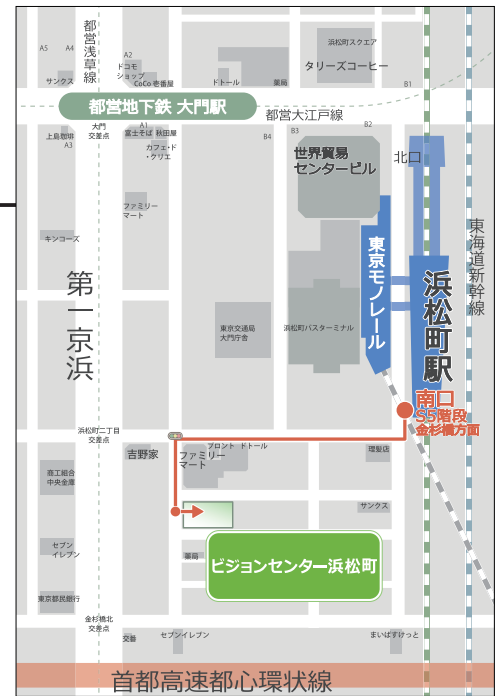 都営浅草線
A5
A4
A2
サンクス
ドコモ
ショップ
CoCo壱番屋
ドトール
薬局
浜松町スクエア
タリーズコーヒー
B1
都営地下鉄 大門駅
都営大江戸線
大門
交差点
上島珈琲
A3
A1
富士そば 秋田屋
カフェ・ド
・クリエ
B4
B3
B2
世界貿易
センタービル
北口
ファミリー
マート
キンコーズ
第一京浜
東京モノレール
浜松町駅
東海道新幹線
東京交通局
大門庁舎
浜松町バスターミナル
南口
S5階段
金杉橋方面
浜松町二丁目
交差点
吉野家
ファミリー
マート
プロント
ドトール
理髪店
商工組合
中央金庫
サンクス
セブン
イレブン
薬局
ビジョンセンター浜松町
東京都民銀行
金杉橋北
交差点
交番
セブンイレブン
まいばすけっと
首都高速都心環状線